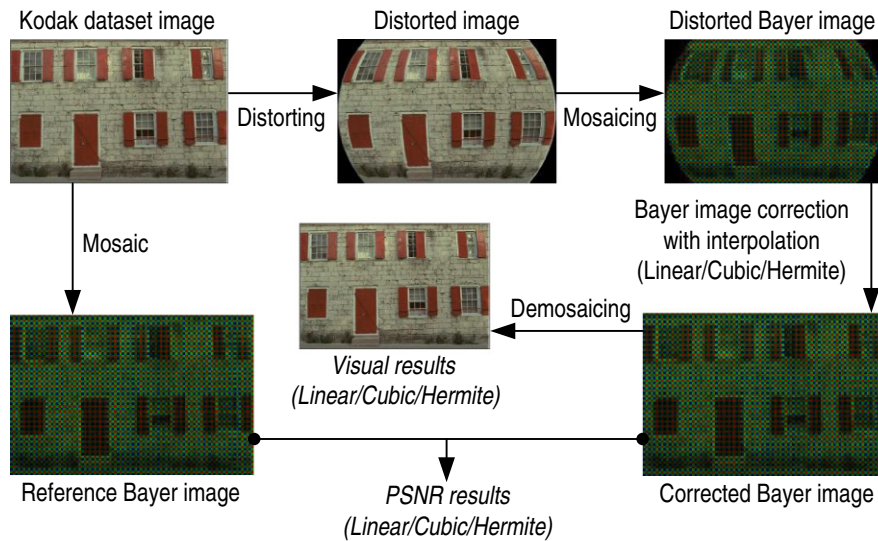 Kodak dataset image
Distorted image
Distorted Bayer image
Distorting
Mosaicing
Mosaic
Bayer image correction
with interpolation
(Linear/Cubic/Hermite)
Demosaicing
Visual results
(Linear/Cubic/Hermite)
Reference Bayer image
PSNR results
(Linear/Cubic/Hermite)
Corrected Bayer image